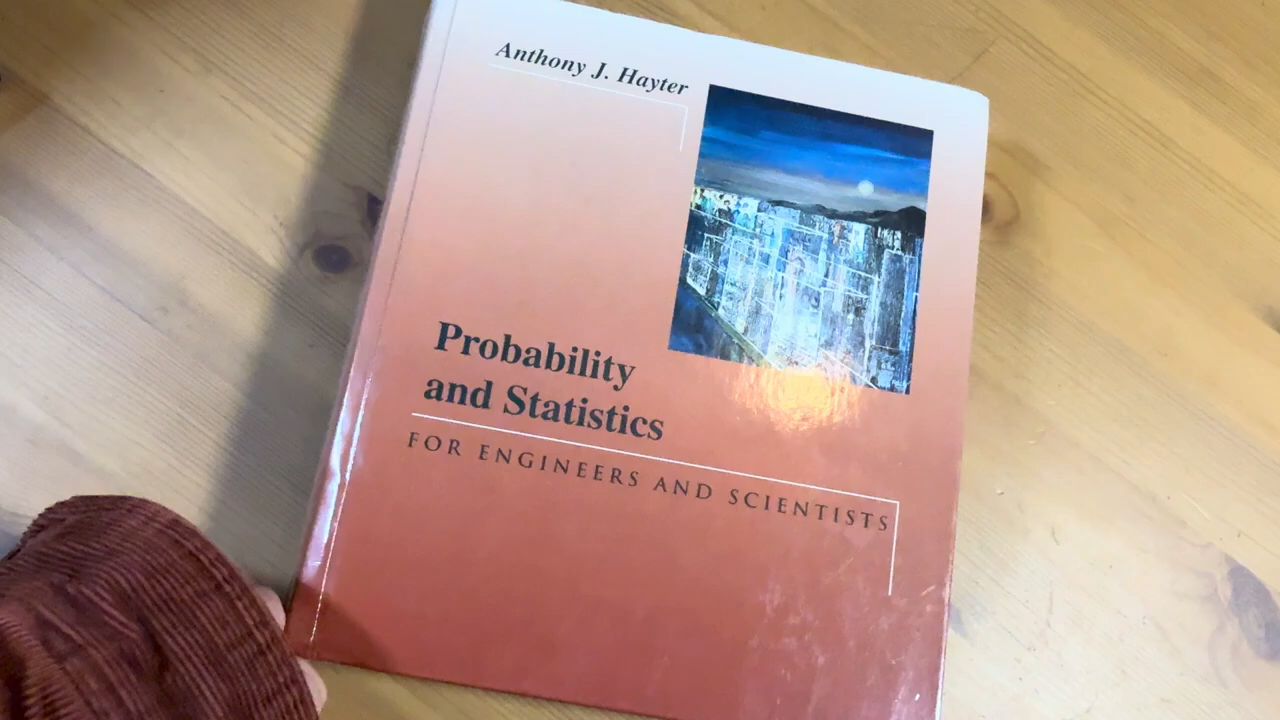 Anthony J. Hayter
Probability
and Statistics
FOR ENGINEERS AND SCIENTISTS